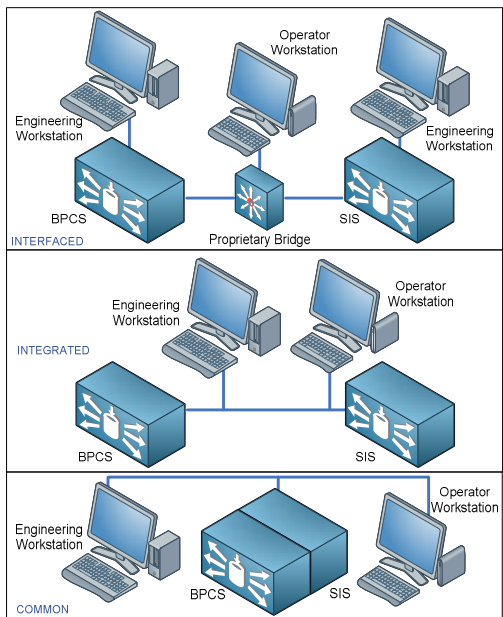 Operator
Workstation
Engineering
Workstation
Engineering
Workstation
BPCS
SIS
Proprietary Bridge
INTERFACED
Engineering
Workstation
Operator
Workstation
INTEGRATED
BPCS
SIS
Operator
Workstation
Engineering
Workstation
BPCS
SIS
COMMON